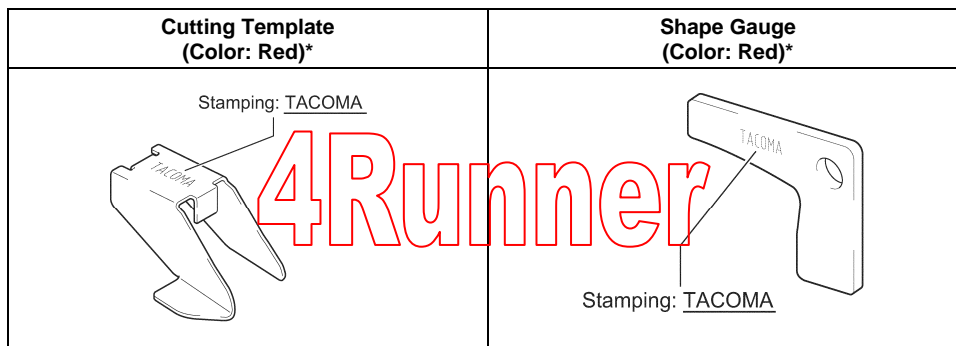 Cutting Template
(Color: Red)*
Shape Gauge
(Color: Red)*
Stamping: TACOMA
TACOMA
TACOMA
4Runner
Stamping: TACOMA